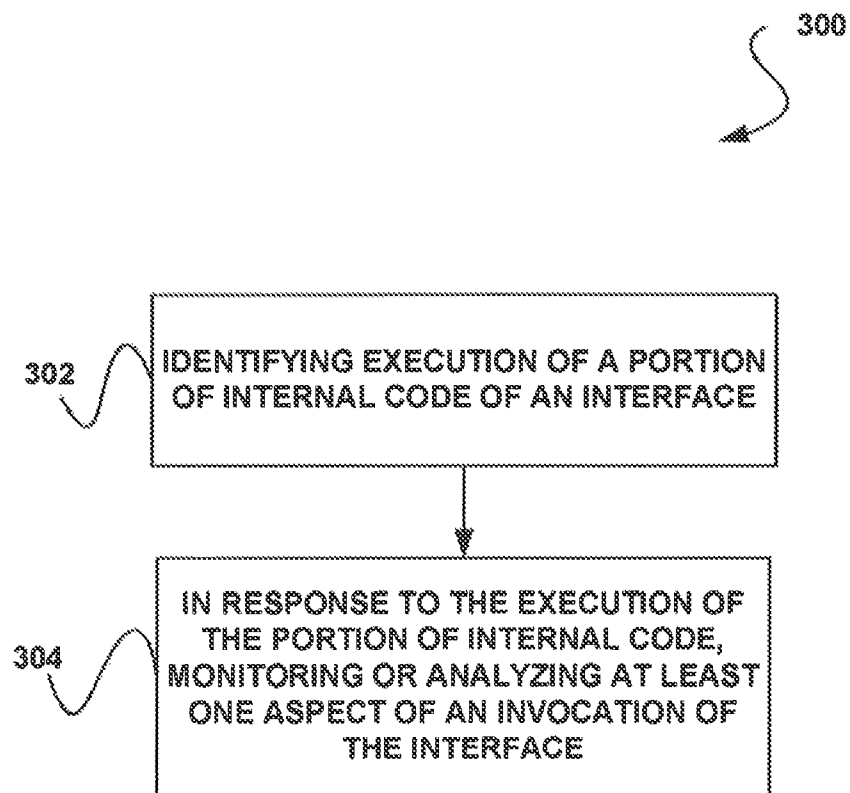 300
302
IDENTIFYING EXECUTION OF A PORTION
OF INTERNAL CODE OF AN INTERFACE
304
IN RESPONSE TO THE EXECUTION OF
THE PORTION OF INTERNAL CODE,
MONITORING OR ANALYZING AT LEAST
ONE ASPECT OF AN INVOCATION OF
THE INTERFACE